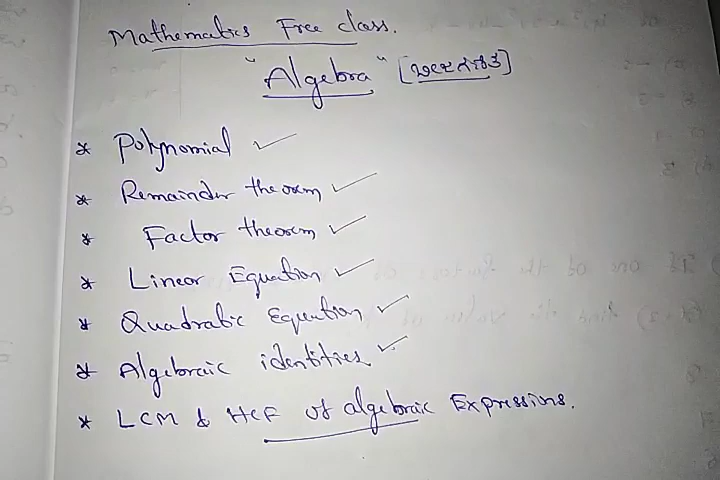 Mathematics Free class.
"Algebra" [ಬೀಜಗಣಿತ]
* Polynomial ✓
* Remainder theorem ✓
* Factor theorem ✓
* Linear Equation ✓
* Quadratic Equation ✓
* Algebraic identities ✓
* LCM & HCF of algebraic Expressions.